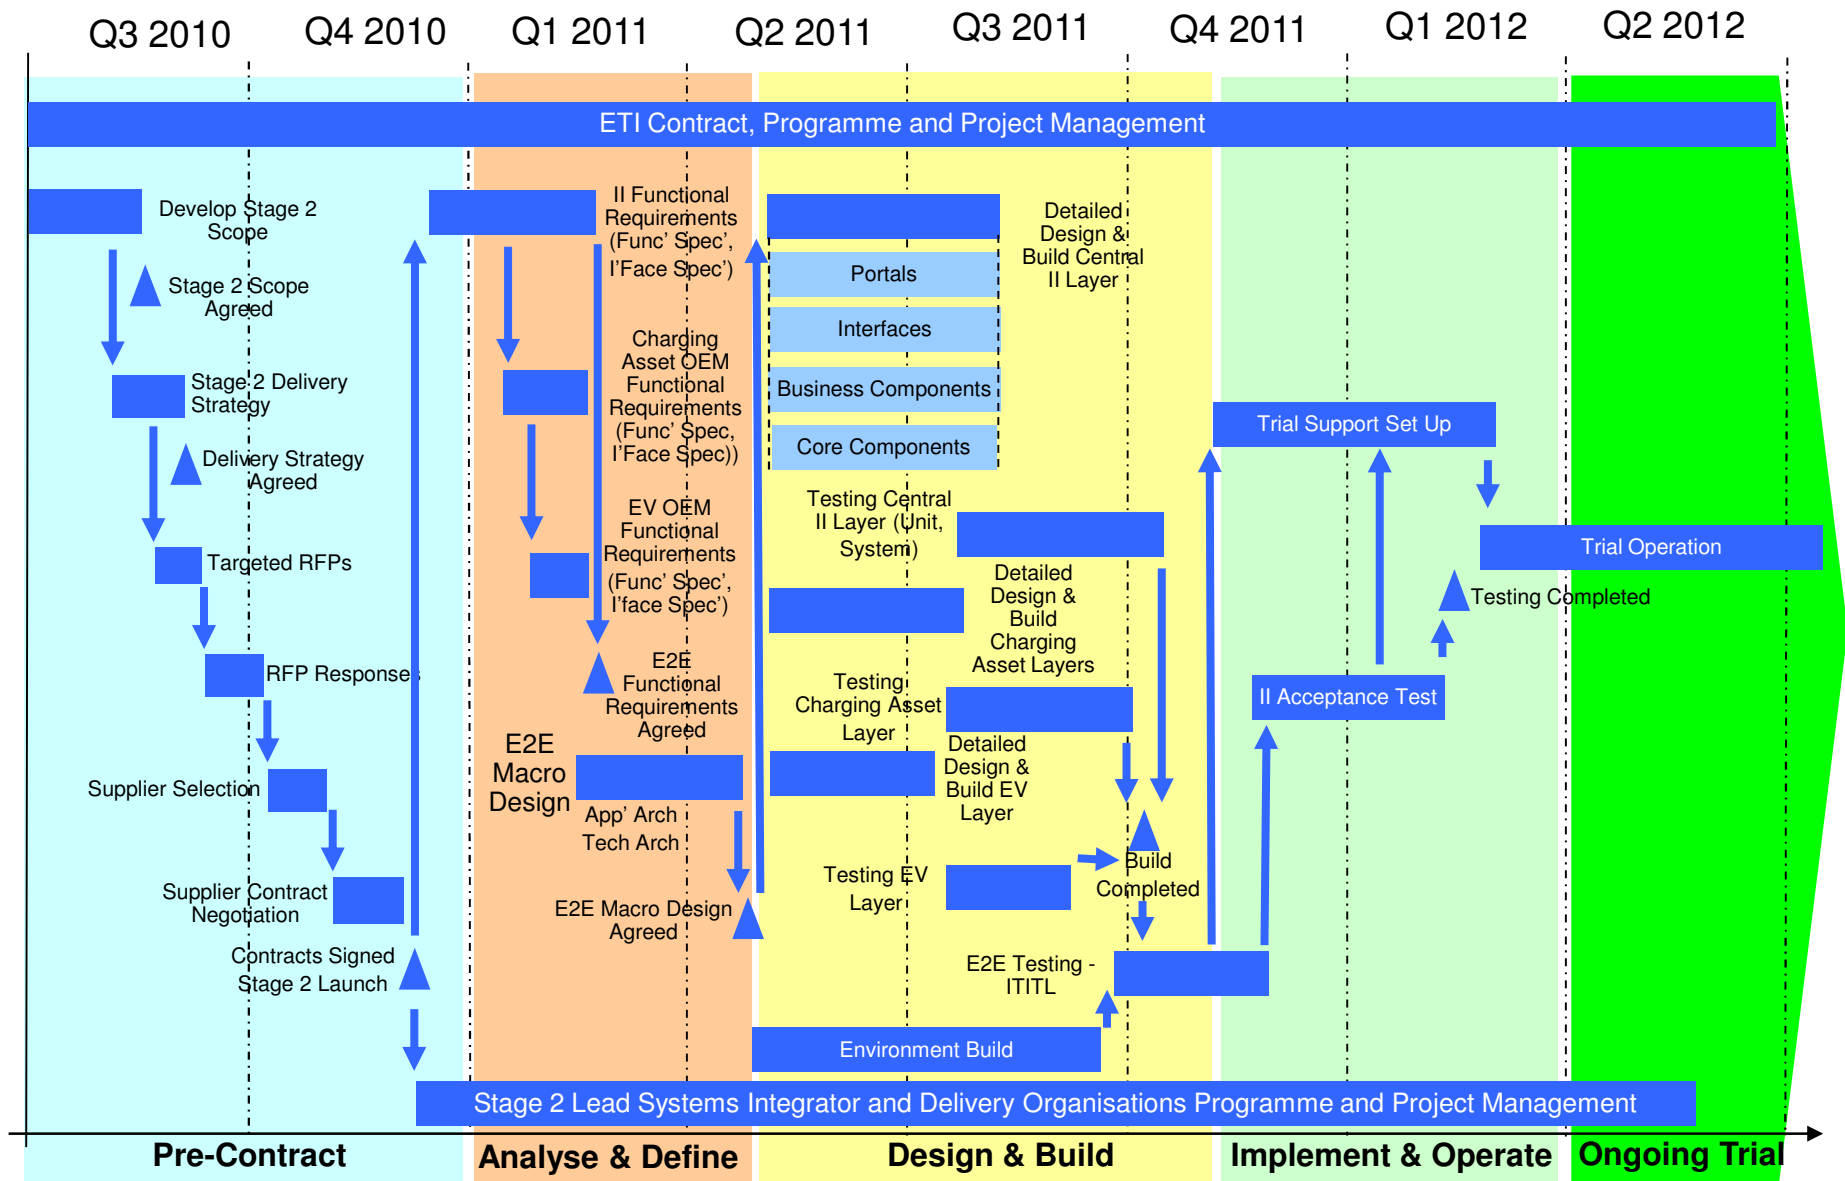 Q3 2010
Q4 2010
Q1 2011
Q2 2011
Q3 2011
Q4 2011
Q1 2012
Q2 2012
ETI Contract, Programme and Project Management
Develop Stage 2
Scope
Stage 2 Scope
Agreed
Stage 2 Delivery
Strategy
Delivery Strategy
Agreed
Targeted RFPs
RFP Responses
Supplier Selection
Supplier Contract
Negotiation
Contracts Signed
Stage 2 Launch
II Functional
Requirements
(Func' Spec',
I'Face Spec')
Charging
Asset OEM
Functional
Requirements
(Func' Spec,
I'Face Spec))
EV OEM
Functional
Requirements
(Func' Spec',
I'face Spec')
E2E
Functional
Requirements
Agreed
E2E
Macro
Design
App' Arch
Tech Arch
E2E Macro Design
Agreed
Detailed
Design &
Build Central
II Layer
Portals
Interfaces
Business Components
Core Components
Testing Central
II Layer (Unit,
System)
Detailed
Design &
Build
Charging
Asset Layers
Testing
Charging Asset
Layer
Detailed
Design &
Build EV
Layer
Testing EV
Layer
Build
Completed
E2E Testing -
ITITL
Environment Build
Trial Support Set Up
Trial Operation
Testing Completed
II Acceptance Test
Stage 2 Lead Systems Integrator and Delivery Organisations Programme and Project Management
Pre-Contract
Analyse & Define
Design & Build
Implement & Operate
Ongoing Trial